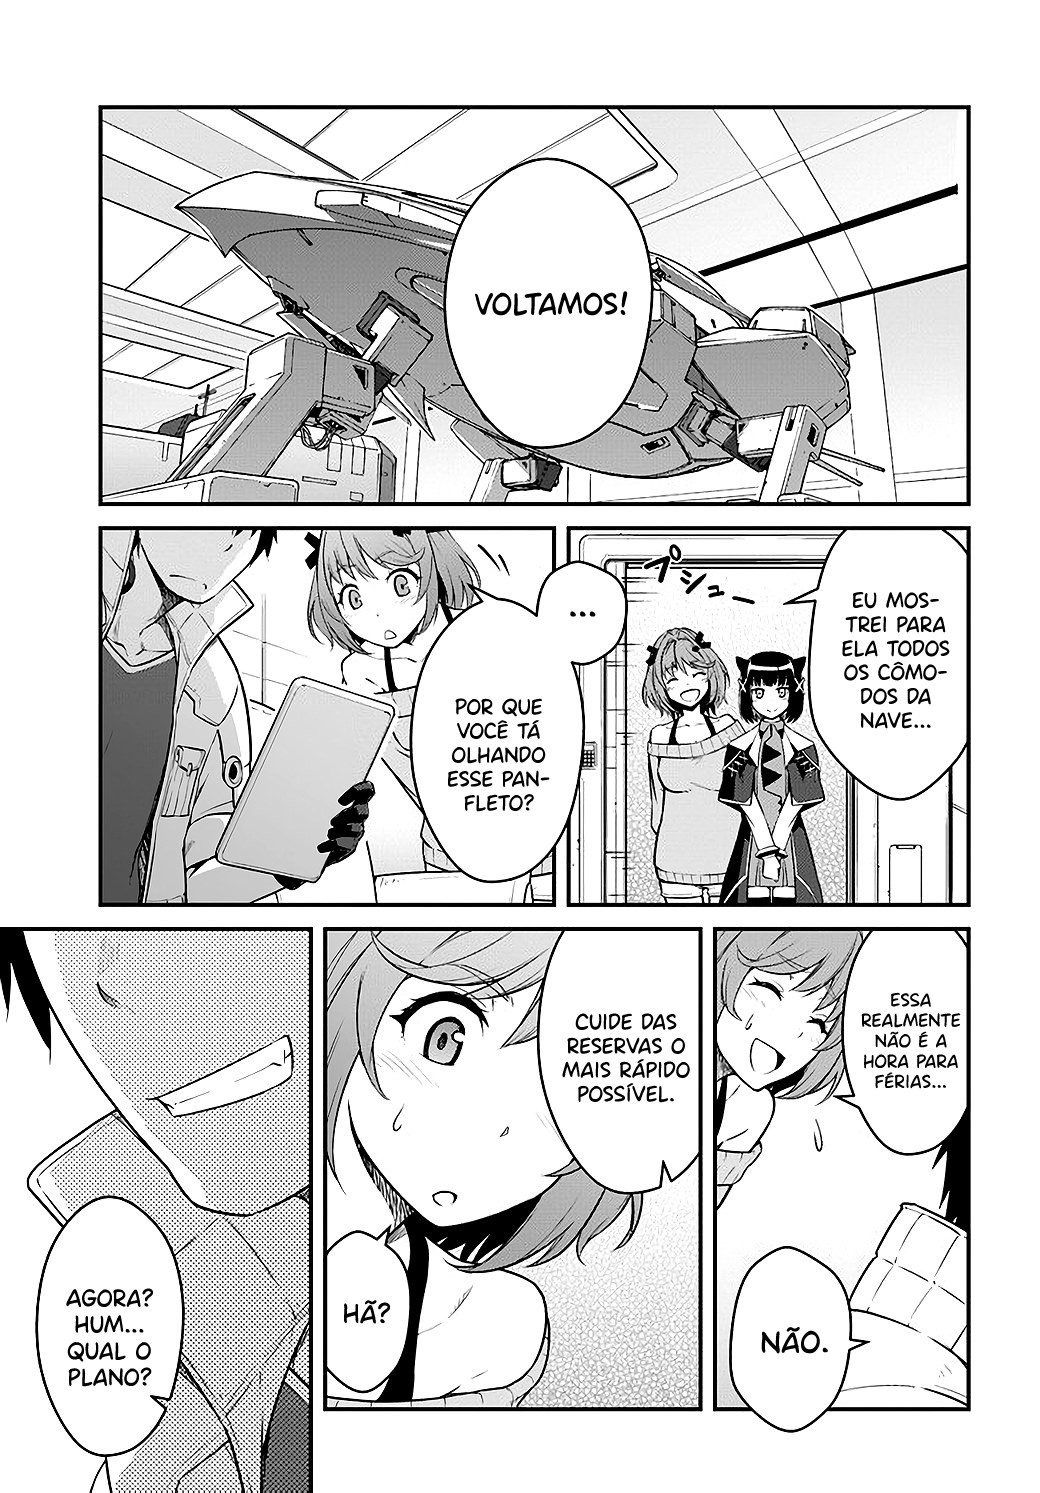 VOLTAMOS!
EU MOS-
TREI PARA
ELA TODOS
OS CÔMO-
DOS DA
NAVE...
プシュー
...
POR QUE
VOCÊ TÁ
OLHANDO
ESSE PAN-
FLETO?
ESSA
REALMENTE
NÃO É A
HORA PARA
FÉRIAS...
NÃO.
CUIDE DAS
RESERVAS O
MAIS RÁPIDO
POSSÍVEL.
HÃ?
AGORA?
HUM...
QUAL O
PLANO?